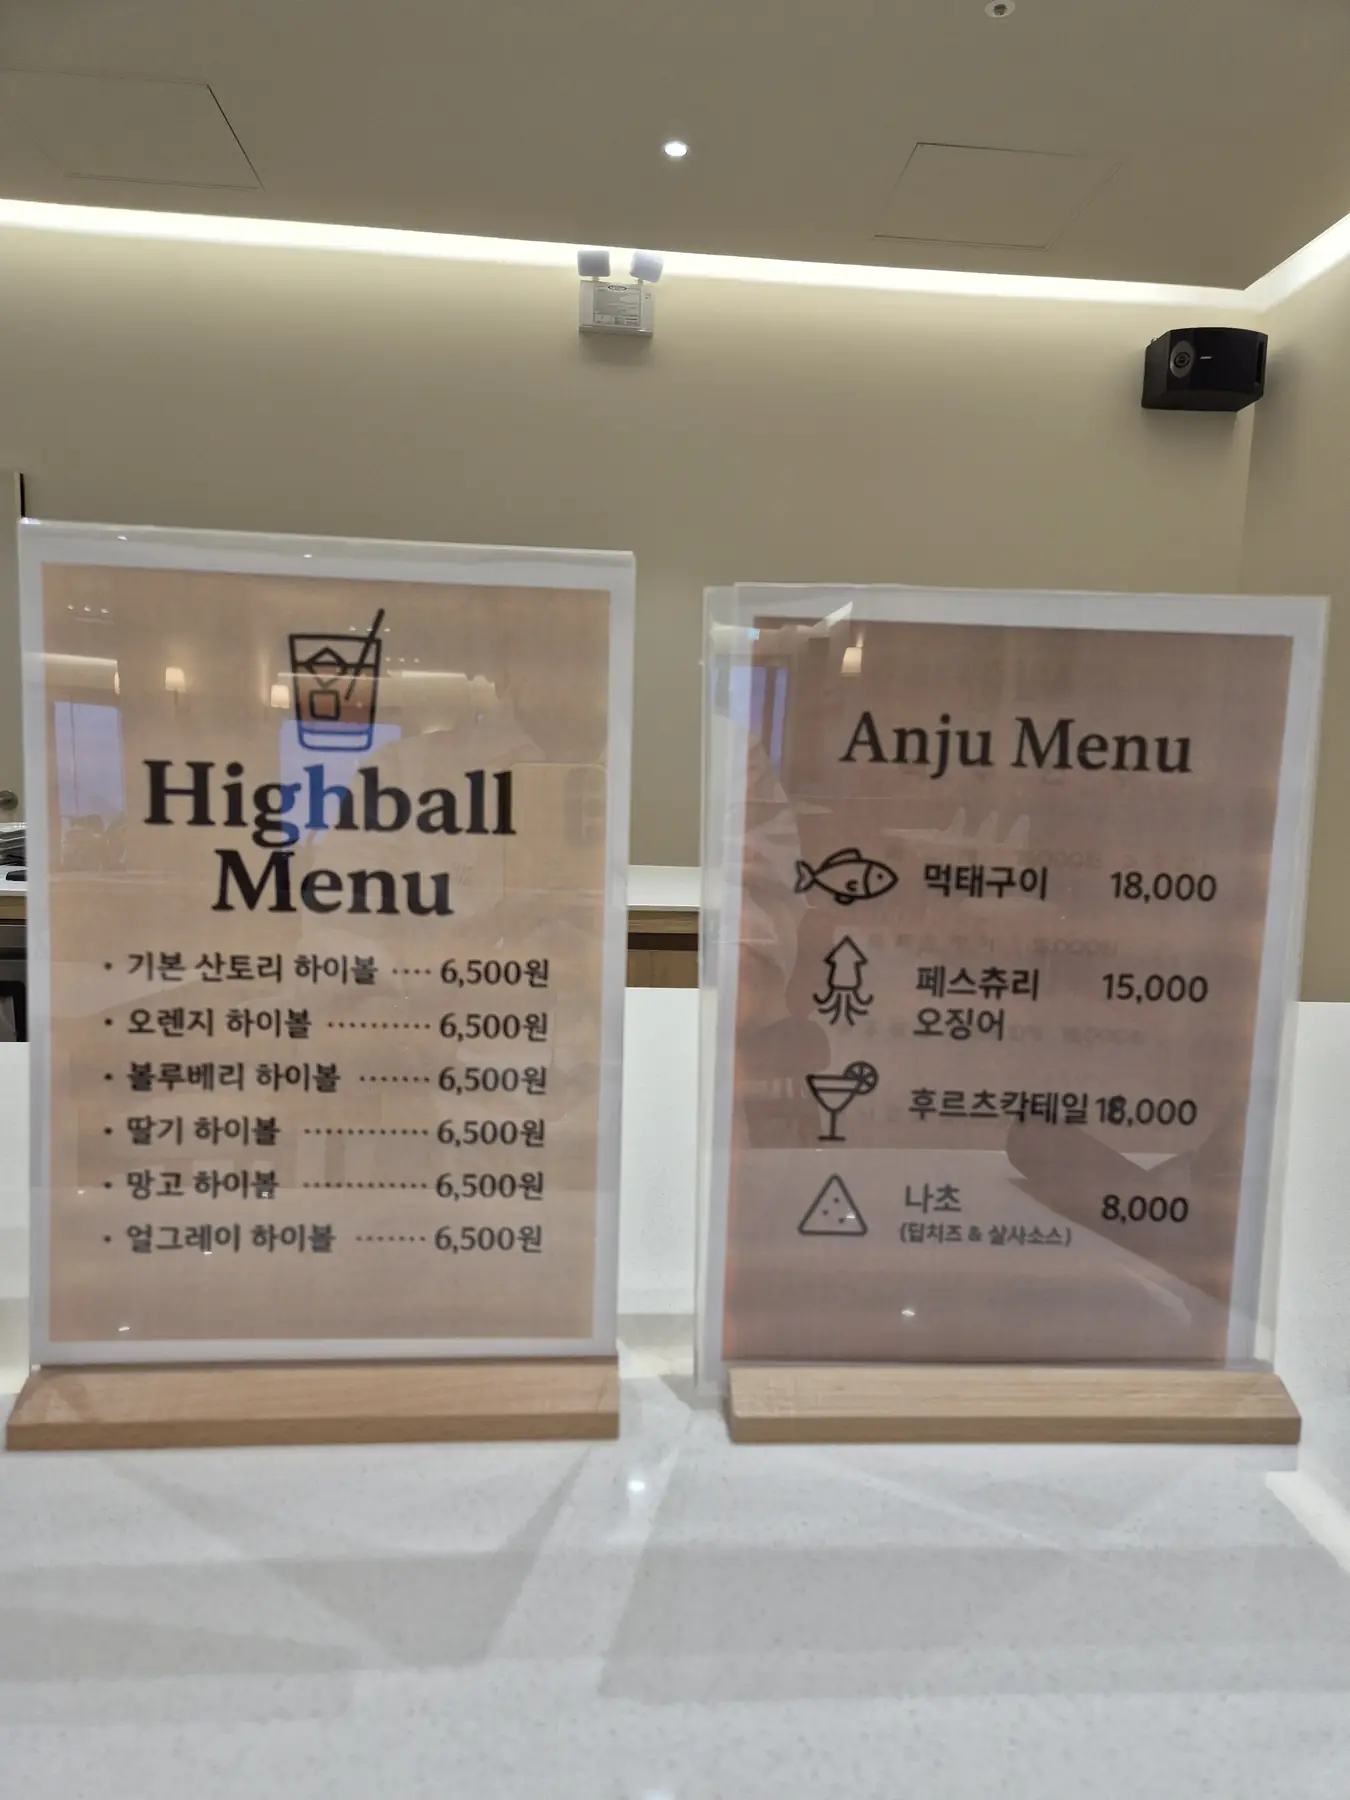 Highball
Menu
· 기본 산토리 하이볼 ···· 6,500원
· 오렌지 하이볼 ·········· 6,500원
· 볼루베리 하이볼 ······· 6,500원
· 딸기 하이볼 ············ 6,500원
· 망고 하이볼 ············ 6,500원
· 얼그레이 하이볼 ······· 6,500원
Anju Menu
먹태구이 18,000
페스츄리 15,000
오징어
후르츠칵테일
나초 8,000
(딥치즈 & 살사소스)